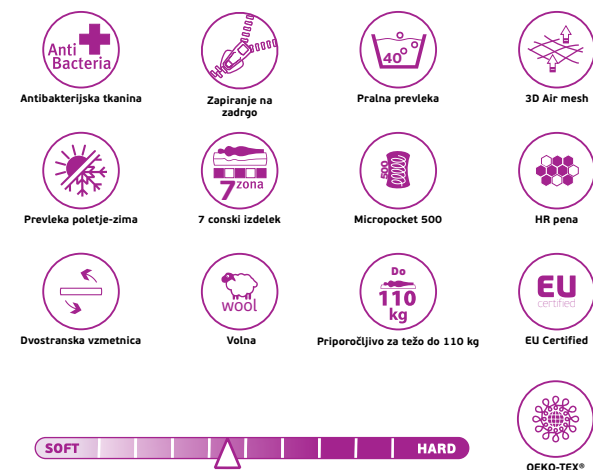 Anti
Bacteria
Antibakterijska tkanina
Zapiranje na
zadrgo
40°
Pralna prevleka
3D Air mesh
Prevleka poletje-zima
7 zona
7 conski izdelek
500
Micropocket 500
HR pena
Dvostranska vzmetnica
wool
Volna
Do
110
kg
Priporočljivo za težo do 110 kg
EU
certified
EU Certified
OEKO-TEX®
SOFT
HARD